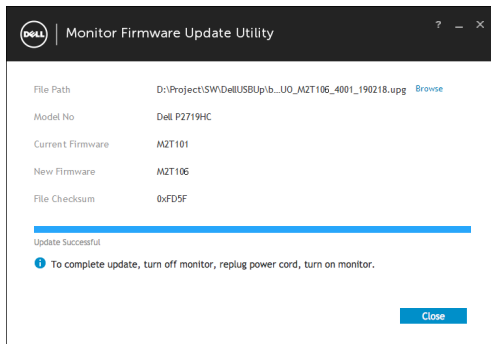 DELL Monitor Firmware Update Utility ? _ ×
File Path D:\Project\SW\DellUSBUp\b...UO_M2T106_4001_190218.upg Browse
Model No Dell P2719HC
Current Firmware M2T101
New Firmware M2T106
File Checksum 0xFD5F
Update Successful
To complete update, turn off monitor, replug power cord, turn on monitor.
Close